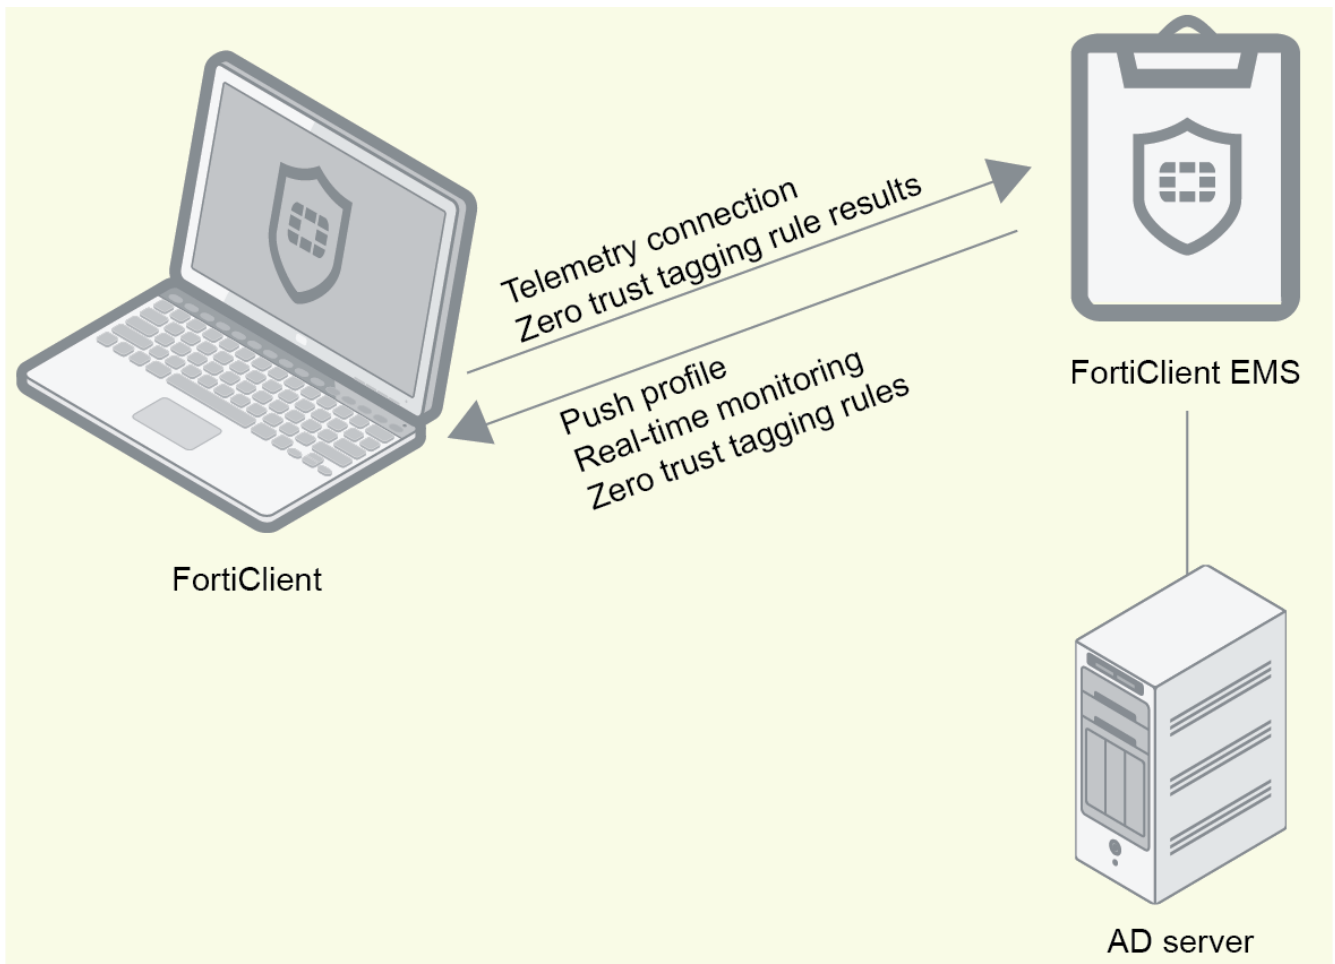 Telemetry connection
Zero trust tagging rule results
Push profile
Real-time monitoring
Zero trust tagging rules
FortiClient EMS
FortiClient
AD server